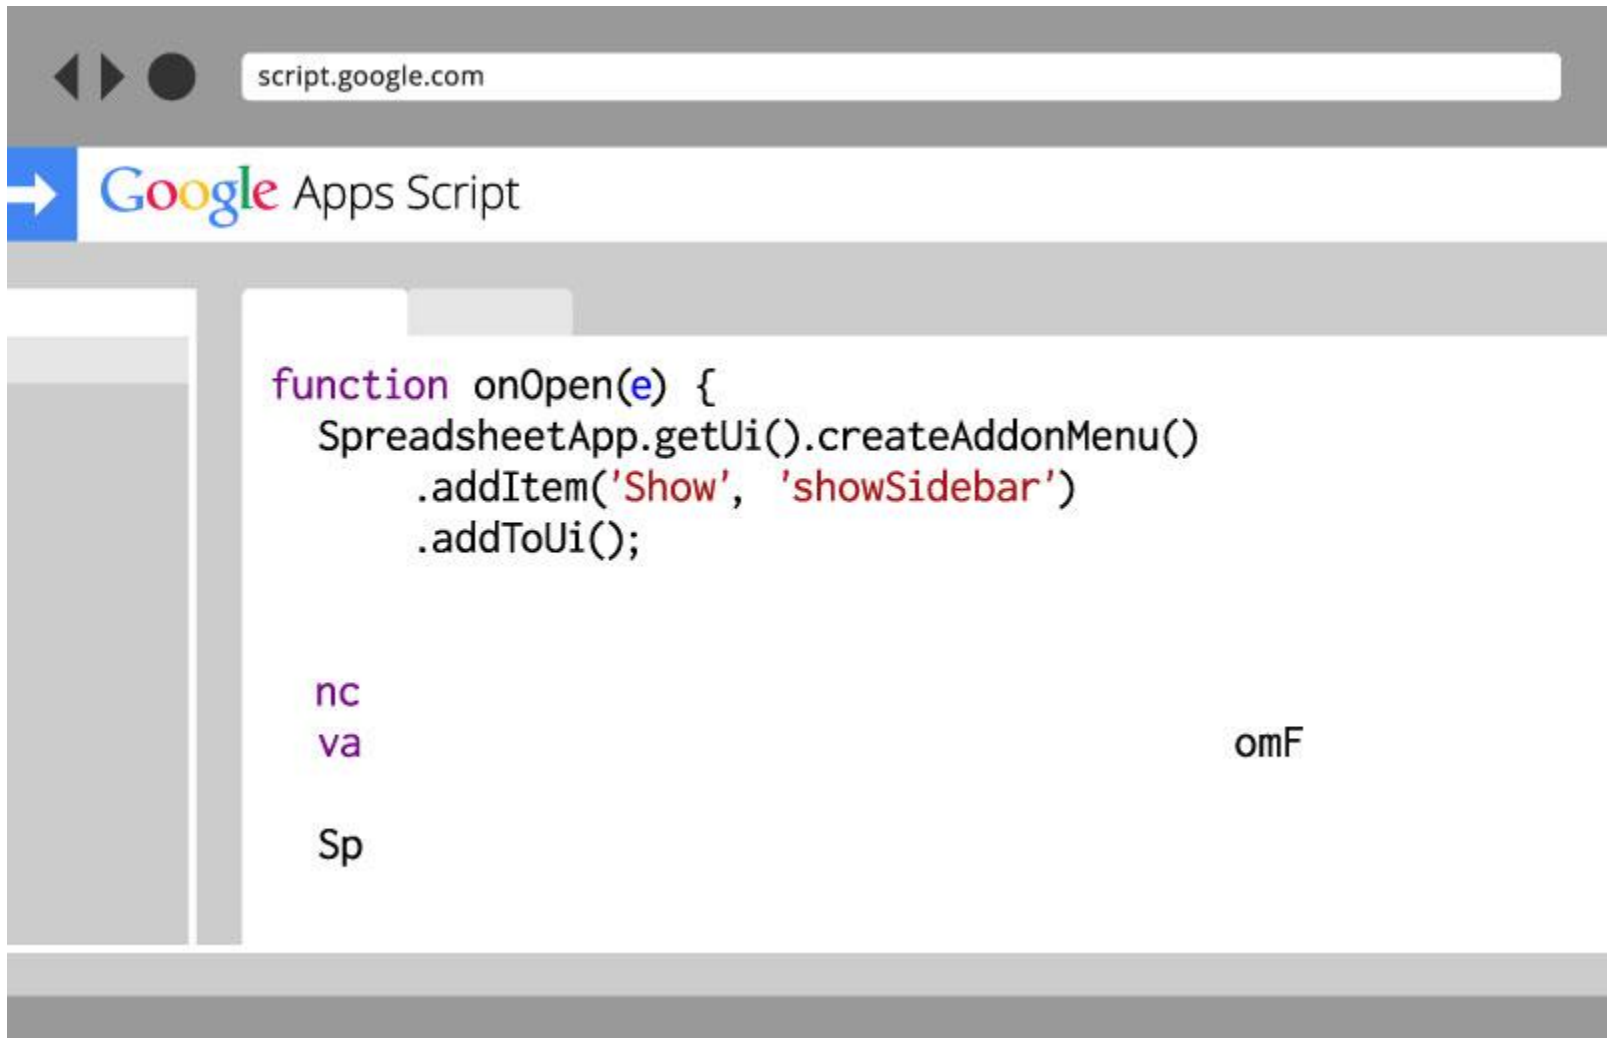 script.google.com
Google Apps Script
function onOpen(e) {
SpreadsheetApp.getUi().createAddonMenu()
.addItem('Show', 'showSidebar')
.addToUi();
nc
va omF
Sp